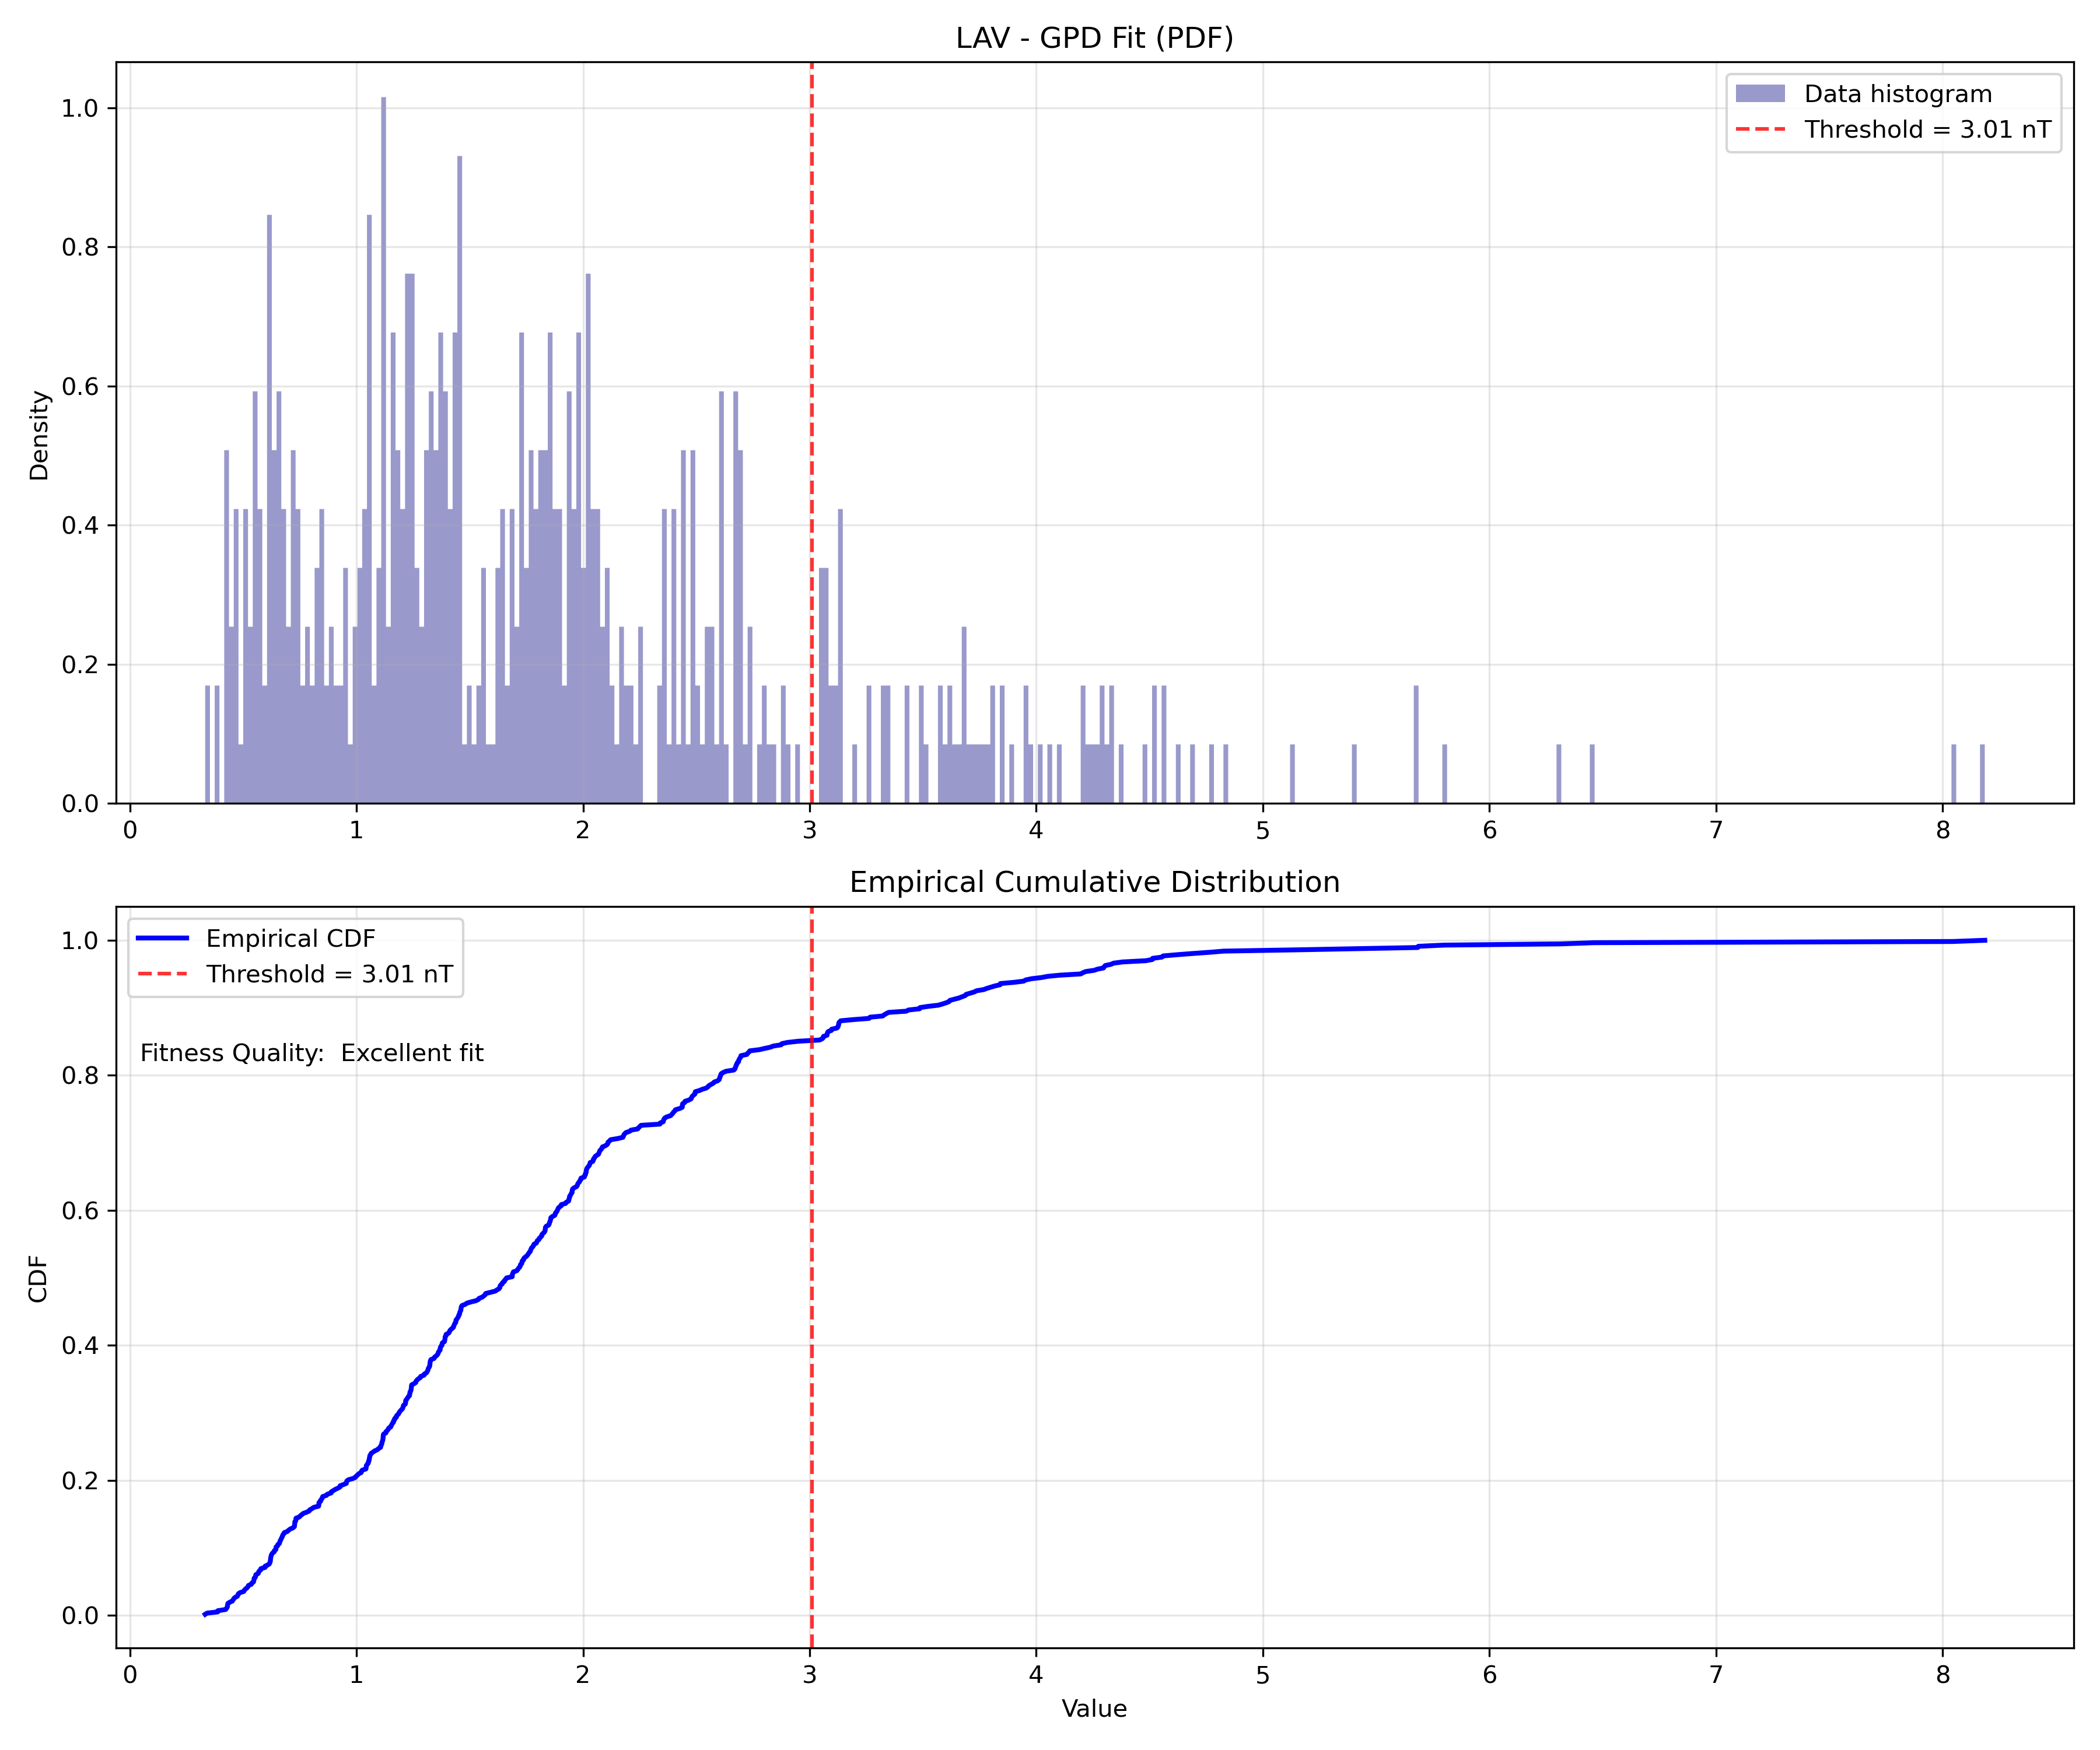 LAV - GPD Fit (PDF)
Data histogram
Threshold = 3.01 nT
Density
1.0
0.8
0.6
0.4
0.2
0.0
0 1 2 3 4 5 6 7 8
Empirical Cumulative Distribution
Empirical CDF
Threshold = 3.01 nT
Fitness Quality:  Excellent fit
CDF
1.0
0.8
0.6
0.4
0.2
0.0
0 1 2 3 4 5 6 7 8
Value